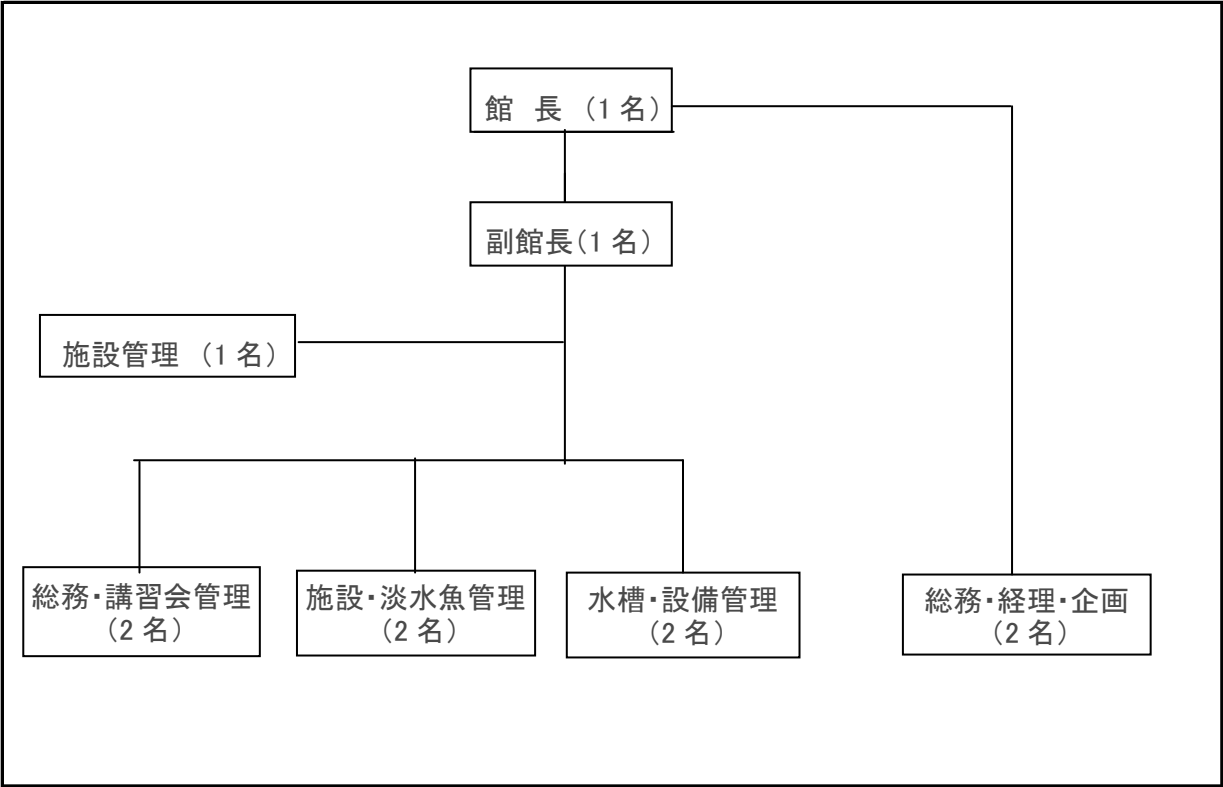 館 長 (1名)
副館長(1名)
施設管理 (1名)
総務・講習会管理
(2名)
施設・淡水魚管理
(2名)
水槽・設備管理
(2名)
総務・経理・企画
(2名)